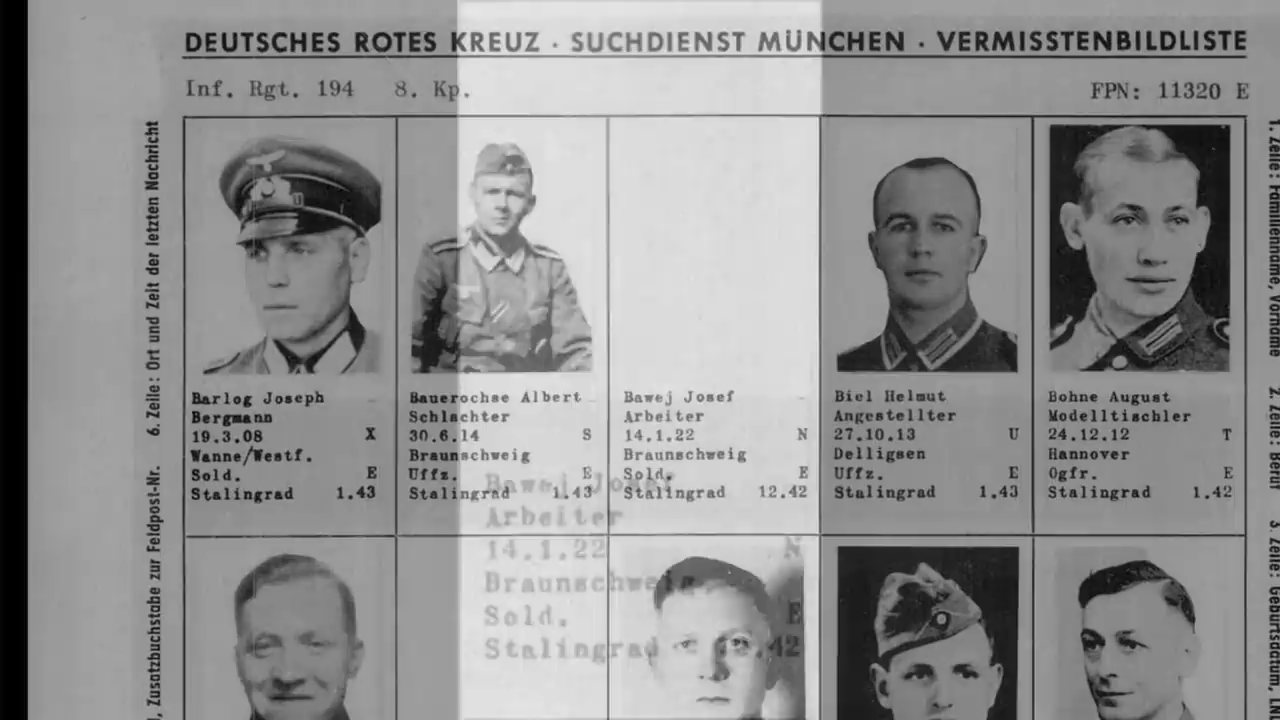 DEUTSCHES ROTES KREUZ · SUCHDIENST MÜNCHEN · VERMISSTENBILDLISTE
Inf. Rgt. 194 8. Kp. FPN: 11320 E
Barlog Joseph
Bergmann
19.3.08 X
Wanne/Westf.
Sold. E
Stalingrad 1.43
Bauerochse Albert
Schlachter
30.6.14 S
Braunschweig
Uffz. E
Stalingrad 1.43
Bawej Josef
Arbeiter
14.1.22 N
Braunschweig
Sold. E
Stalingrad 12.42
Biel Helmut
Angestellter
27.10.13 U
Delligsen
Uffz. E
Stalingrad 1.43
Bohne August
Modelltischler
24.12.12 T
Hannover
Ogfr. E
Stalingrad 1.42
Bawej Josef
Arbeiter
14.1.22 N
Braunschweig
Sold. E
Stalingrad .42
Zusatzbuchstabe zur Feldpost-Nr. 6. Zeile: Ort und Zeit der letzten Nachricht
1. Zeile: Familienname, Vorname 2. Zeile: Beruf 3. Zeile: Geburtsdatum,